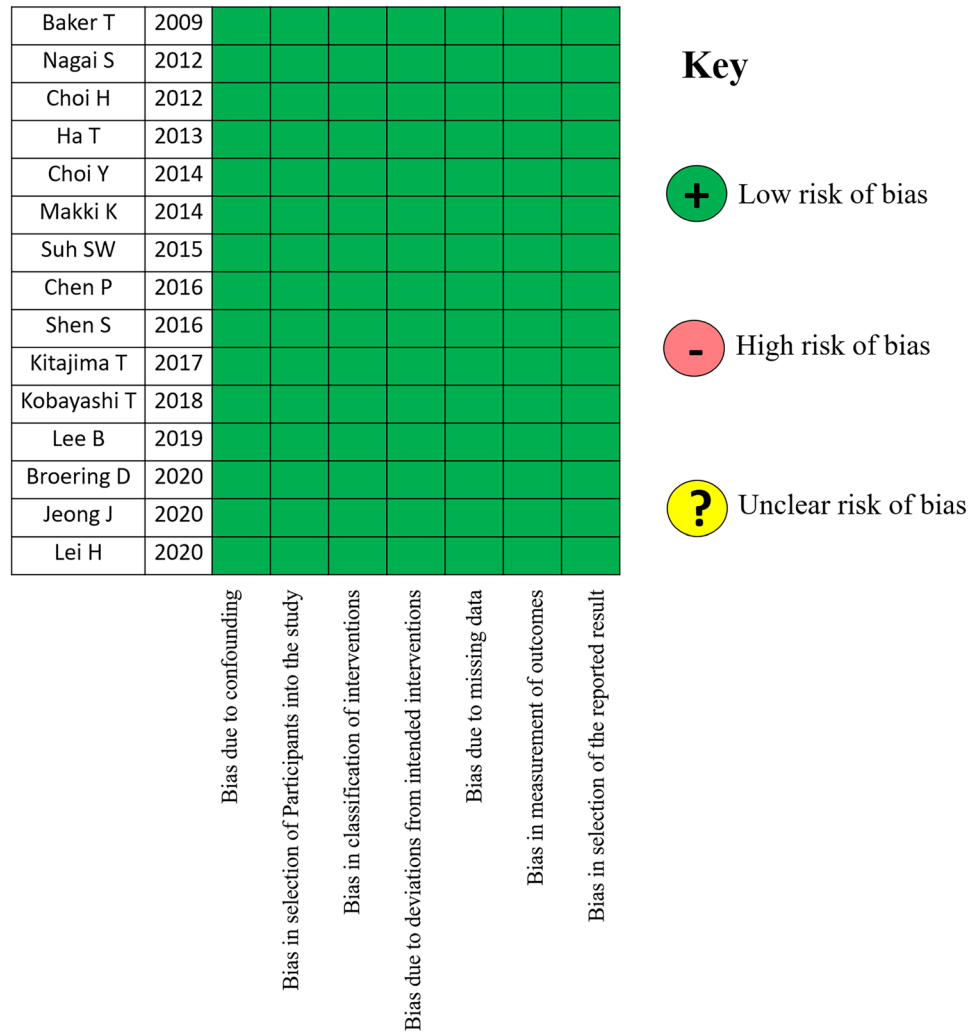 Baker T 2009
Nagai S 2012
Choi H 2012
Ha T 2013
Choi Y 2014
Makki K 2014
Suh SW 2015
Chen P 2016
Shen S 2016
Kitajima T 2017
Kobayashi T 2018
Lee B 2019
Broering D 2020
Jeong J 2020
Lei H 2020
Bias due to confounding
Bias in selection of Participants into the study
Bias in classification of interventions
Bias due to deviations from intended interventions
Bias due to missing data
Bias in measurement of outcomes
Bias in selection of the reported result
Key
+ Low risk of bias
- High risk of bias
? Unclear risk of bias